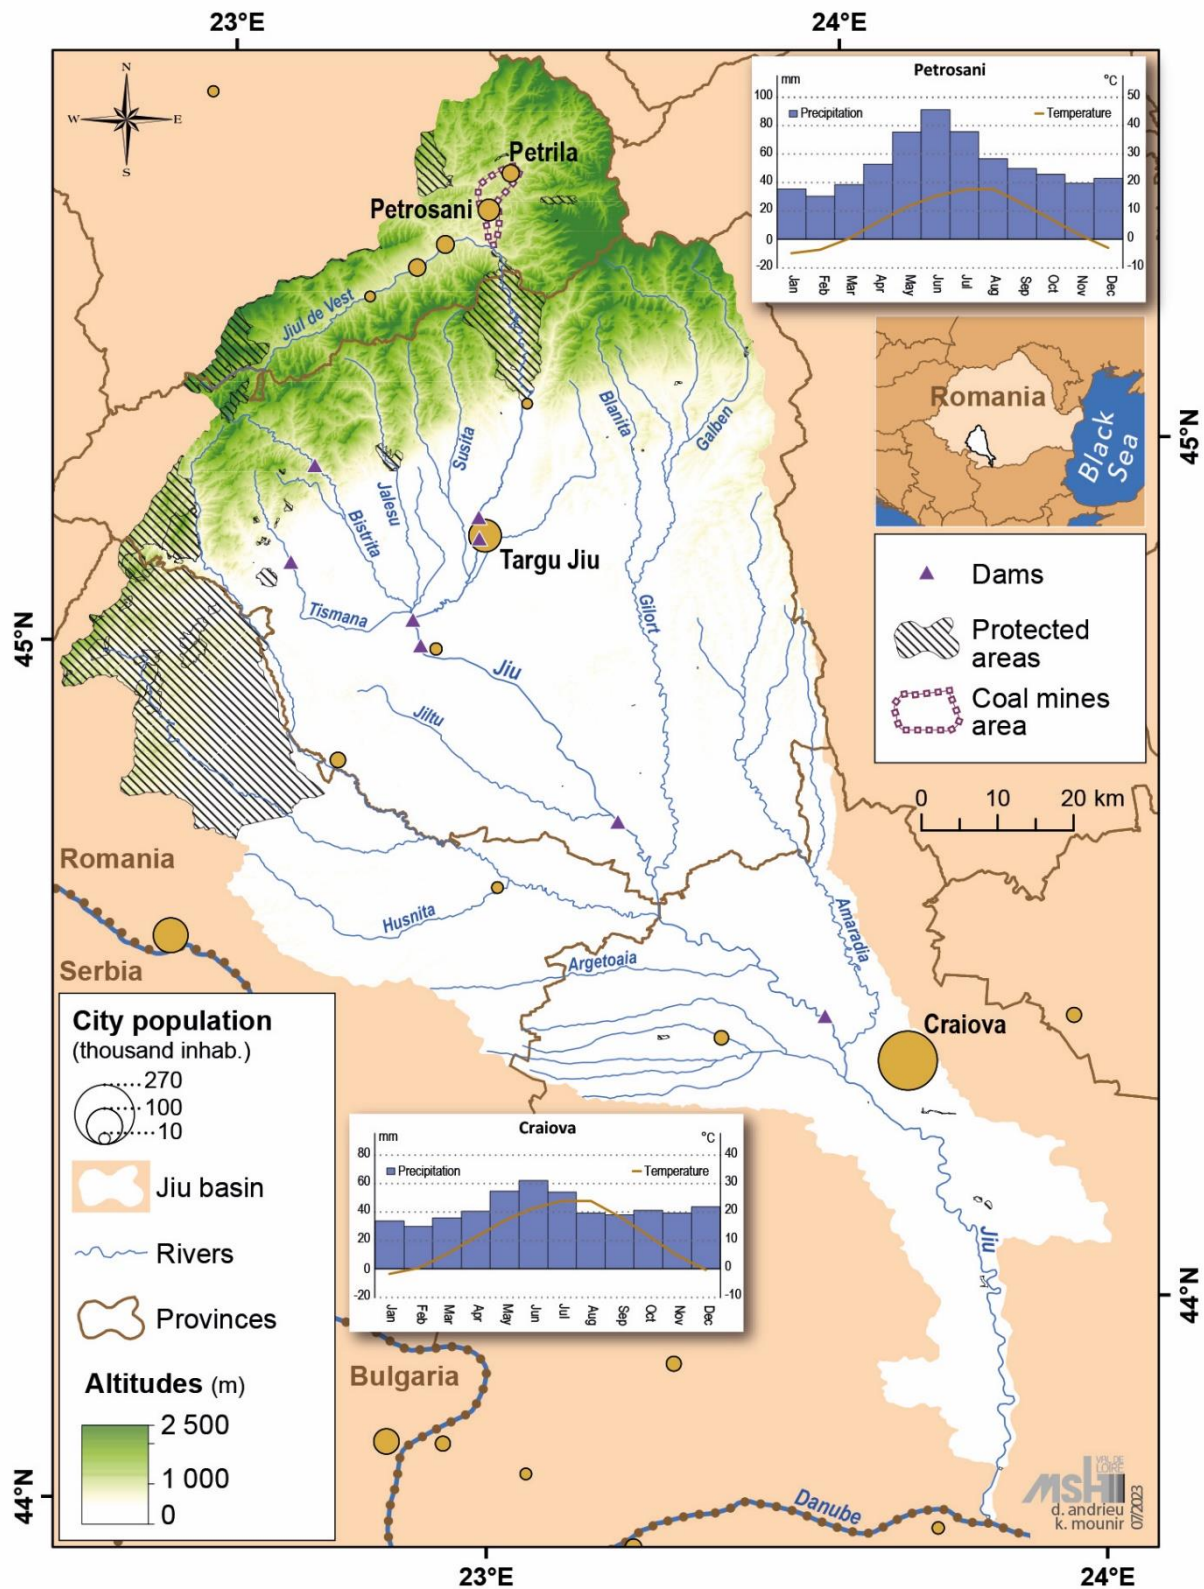 23°E
24°E
N
W
E
S
Petrosani
mm
°C
100
80
60
40
20
0
-20
50
40
30
20
10
0
-10
Precipitation
Temperature
Jan
Feb
Mar
Apr
May
Jun
Jul
Aug
Sep
Oct
Nov
Dec
Petrila
Petrosani
Jiul de Vest
Romania
Black
Sea
45°N
45°N
Susita
Blanita
Galben
Jalesu
Bistrita
Targu Jiu
Tismana
Gilort
Jiu
Jiltu
Dams
Protected
areas
Coal mines
area
0
10
20 km
Romania
Serbia
Husnita
Argetoaia
Amaradia
Craiova
City population
(thousand inhab.)
270
100
10
Jiu basin
Rivers
Provinces
Altitudes (m)
2 500
1 000
0
Craiova
mm
°C
80
60
40
20
0
-20
40
30
20
10
0
-10
Precipitation
Temperature
Jan
Feb
Mar
Apr
May
Jun
Jul
Aug
Sep
Oct
Nov
Dec
Jiu
44°N
44°N
Bulgaria
Danube
VAL DE
LOIRE
msh
d. andrieu
k. mounir
07/2023
23°E
24°E